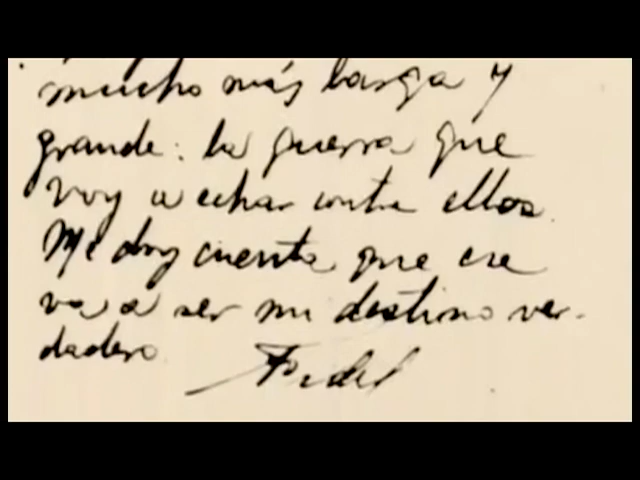 mucho más larga y
grande: la guerra que
voy a echar contra ellos.
Me doy cuenta que ese
va a ser mi destino ver-
dadero.
Fidel